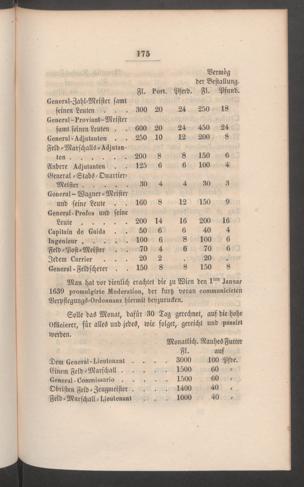 175
Vermög
der Bestallung.
Fl. Port. Pferd. Fl. Pfund.
General-Zahl-Meister samt
seinen Leuten . . . 300 20 24 250 18
General-Proviant-Meister
samt seinen Leuten . . 600 20 24 450 24
General-Adjutanten . . 250 10 12 200 8
Feld-Marschalls-Adjutan-
ten . . . . . 200 8 8 150 6
Andere Adjutanten . . 125 6 6 100 4
General-Stabs-Quartier-
Meister . . . . 30 4 4 30 3
General-Wagner-Meister
und seine Leute . . 160 8 12 150 9
General-Profos und seine
Leute . . . . 200 14 16 200 16
Capitain de Guida . . 50 6 6 40 4
Ingenieur . . . . 100 6 8 100 6
Feld-Post-Meister . . 70 4 6 70 6
Jedem Carrier . . . 20 2 . 20 .
General-Feldscherer . . 150 8 8 150 8
Man hat vor dienlich erachtet die zu Wien den 1ten Januar
1639 promulgirte Moderation, der kurz voran communicirten
Verpflegungs-Ordonnanz hiermit beyzurucken.
Solle das Monat, dafür 30 Tag gerechnet, auf die hohe
Officierer, für alles und jedes, wie folget, gereicht und passirt
werden.
Monatlich. Rauhes Futter
Fl. auf
Dem General-Lieutenant . . . . 3000 100 Pfde.
Einem Feld-Marschall . . . . . 1500 60 "
General-Commissario . . . . . 1500 60 "
Obristen Feld-Zeugmeister . . . . 1400 40 "
Feld-Marschall-Lieutenant . . . . 1000 40 "